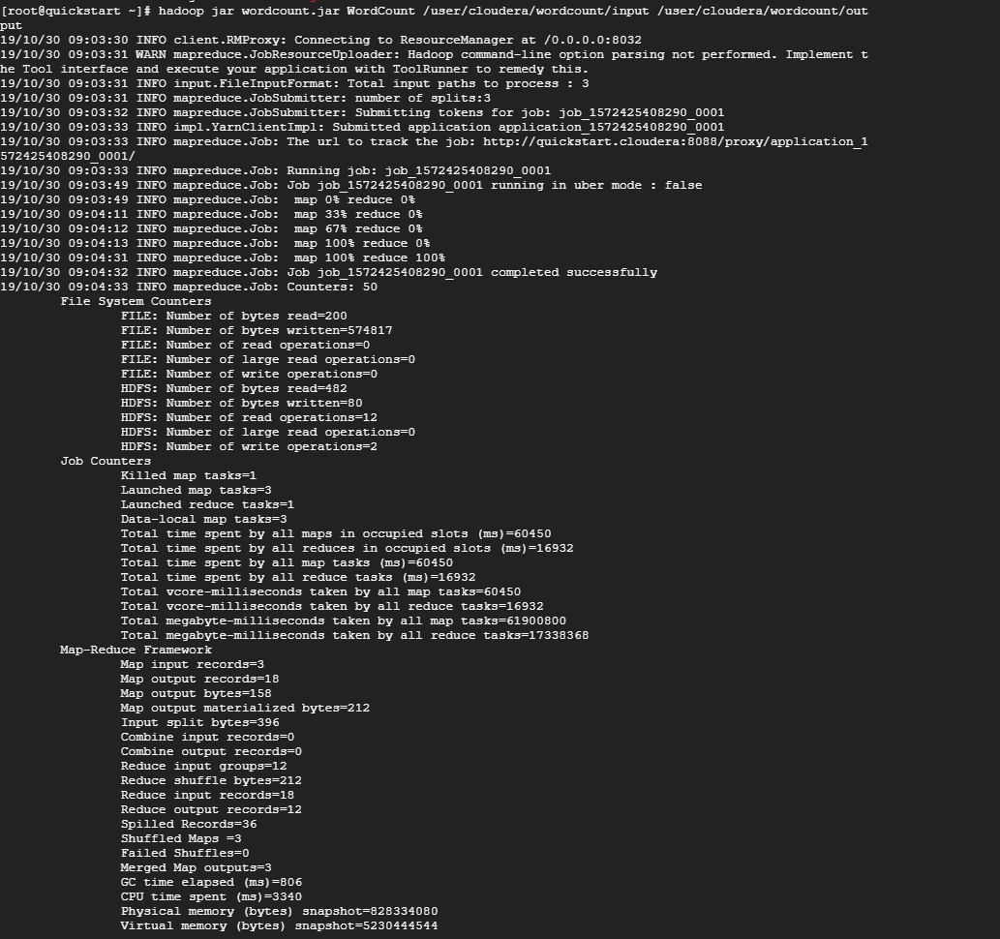 [root@quickstart ~]# hadoop jar wordcount.jar WordCount /user/cloudera/wordcount/input /user/cloudera/wordcount/out
put
19/10/30 09:03:30 INFO client.RMProxy: Connecting to ResourceManager at /0.0.0.0:8032
19/10/30 09:03:31 WARN mapreduce.JobResourceUploader: Hadoop command-line option parsing not performed. Implement t
he Tool interface and execute your application with ToolRunner to remedy this.
19/10/30 09:03:31 INFO input.FileInputFormat: Total input paths to process : 3
19/10/30 09:03:31 INFO mapreduce.JobSubmitter: number of splits:3
19/10/30 09:03:32 INFO mapreduce.JobSubmitter: Submitting tokens for job: job_1572425408290_0001
19/10/30 09:03:33 INFO impl.YarnClientImpl: Submitted application application_1572425408290_0001
19/10/30 09:03:33 INFO mapreduce.Job: The url to track the job: http://quickstart.cloudera:8088/proxy/application_1
572425408290_0001/
19/10/30 09:03:33 INFO mapreduce.Job: Running job: job_1572425408290_0001
19/10/30 09:03:49 INFO mapreduce.Job: Job job_1572425408290_0001 running in uber mode : false
19/10/30 09:03:49 INFO mapreduce.Job:  map 0% reduce 0%
19/10/30 09:04:11 INFO mapreduce.Job:  map 33% reduce 0%
19/10/30 09:04:12 INFO mapreduce.Job:  map 67% reduce 0%
19/10/30 09:04:13 INFO mapreduce.Job:  map 100% reduce 0%
19/10/30 09:04:31 INFO mapreduce.Job:  map 100% reduce 100%
19/10/30 09:04:32 INFO mapreduce.Job: Job job_1572425408290_0001 completed successfully
19/10/30 09:04:33 INFO mapreduce.Job: Counters: 50
File System Counters
FILE: Number of bytes read=200
FILE: Number of bytes written=574817
FILE: Number of read operations=0
FILE: Number of large read operations=0
FILE: Number of write operations=0
HDFS: Number of bytes read=482
HDFS: Number of bytes written=80
HDFS: Number of read operations=12
HDFS: Number of large read operations=0
HDFS: Number of write operations=2
Job Counters
Killed map tasks=1
Launched map tasks=3
Launched reduce tasks=1
Data-local map tasks=3
Total time spent by all maps in occupied slots (ms)=60450
Total time spent by all reduces in occupied slots (ms)=16932
Total time spent by all map tasks (ms)=60450
Total time spent by all reduce tasks (ms)=16932
Total vcore-milliseconds taken by all map tasks=60450
Total vcore-milliseconds taken by all reduce tasks=16932
Total megabyte-milliseconds taken by all map tasks=61900800
Total megabyte-milliseconds taken by all reduce tasks=17338368
Map-Reduce Framework
Map input records=3
Map output records=18
Map output bytes=158
Map output materialized bytes=212
Input split bytes=396
Combine input records=0
Combine output records=0
Reduce input groups=12
Reduce shuffle bytes=212
Reduce input records=18
Reduce output records=12
Spilled Records=36
Shuffled Maps =3
Failed Shuffles=0
Merged Map outputs=3
GC time elapsed (ms)=806
CPU time spent (ms)=3340
Physical memory (bytes) snapshot=828334080
Virtual memory (bytes) snapshot=5230444544